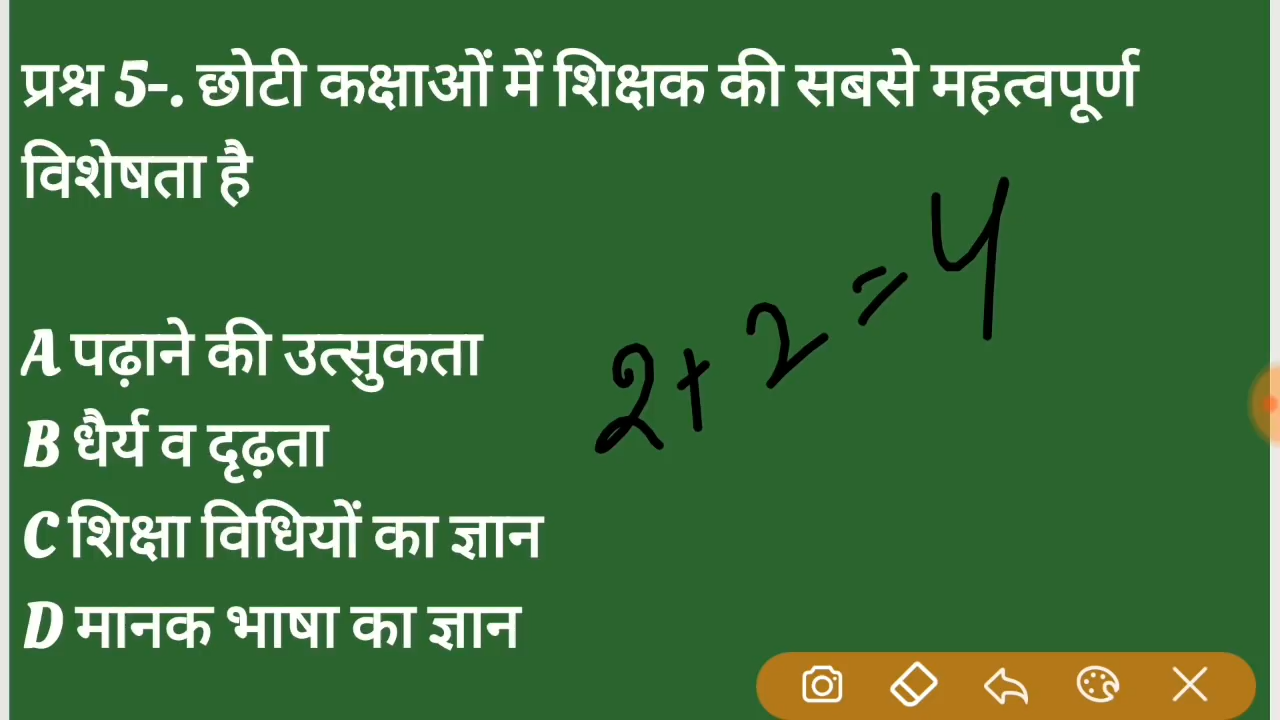 प्रश्न 5-. छोटी कक्षाओं में शिक्षक की सबसे महत्वपूर्ण
विशेषता है
2+2=4
A पढ़ाने की उत्सुकता
B धैर्य व दृढ़ता
C शिक्षा विधियों का ज्ञान
D मानक भाषा का ज्ञान